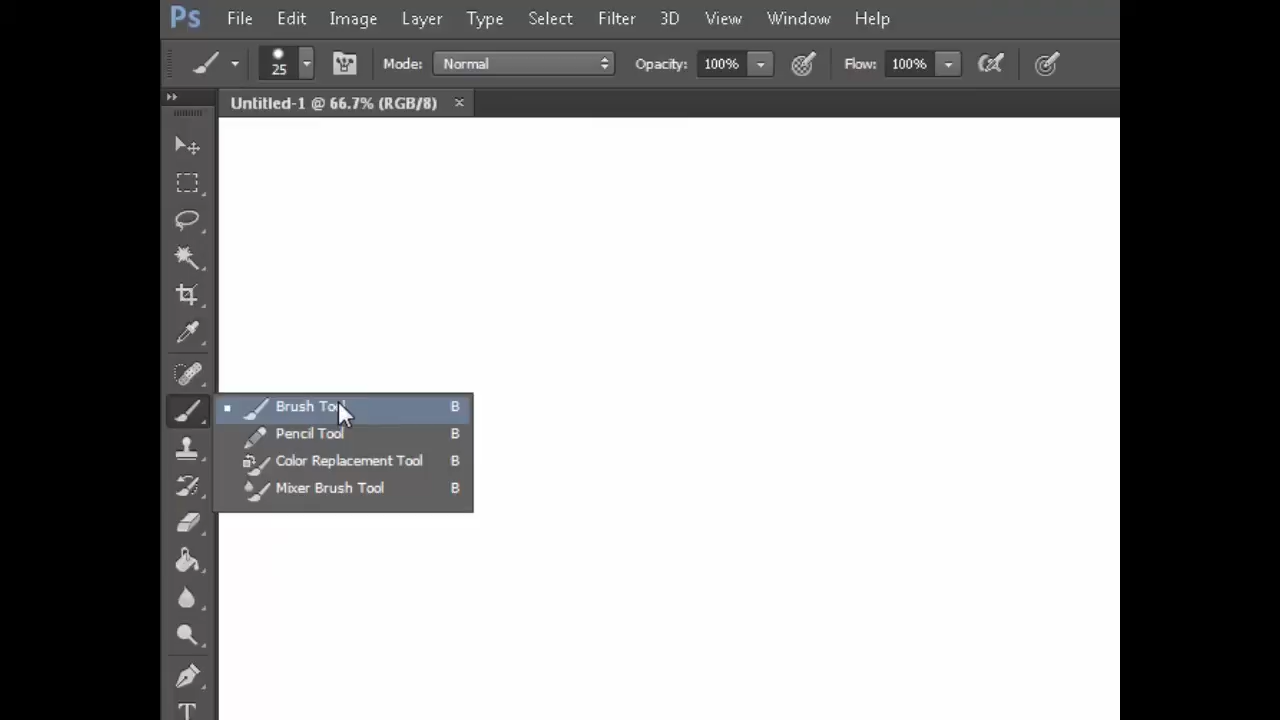 Ps File Edit Image Layer Type Select Filter 3D View Window Help
25 Mode: Normal Opacity: 100% Flow: 100%
Untitled-1 @ 66.7% (RGB/8) ×
Brush Tool B
Pencil Tool B
Color Replacement Tool B
Mixer Brush Tool B
T